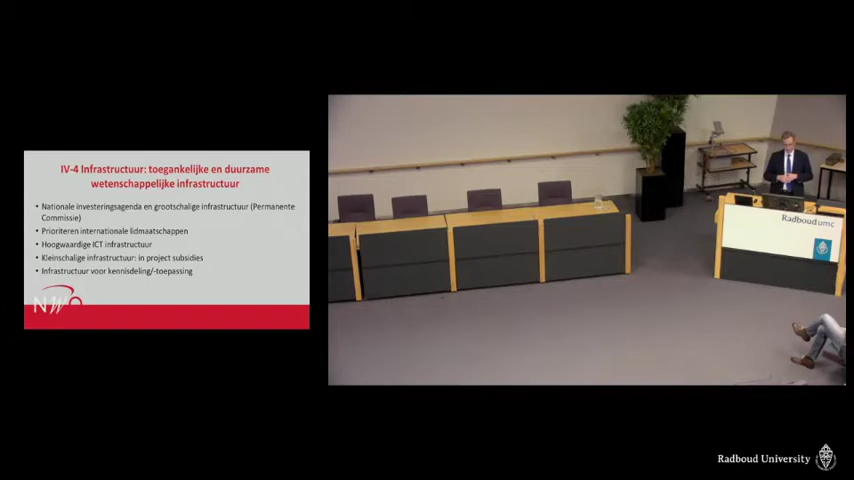 IV-4 Infrastructuur: toegankelijke en duurzame
wetenschappelijke infrastructuur
• Nationale investeringsagenda en grootschalige infrastructuur (Permanente
Commissie)
• Prioriteren internationale lidmaatschappen
• Hoogwaardige ICT infrastructuur
• Kleinschalige infrastructuur: in project subsidies
• Infrastructuur voor kennisdeling/-toepassing
NWO
Radboudumc
Radboud University